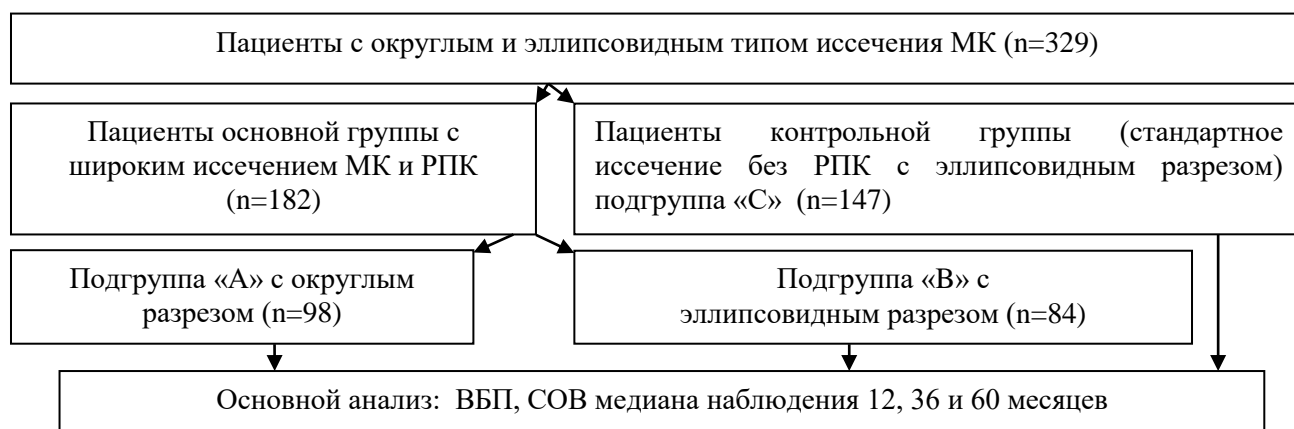 Пациенты с округлым и эллипсовидным типом иссечения МК (n=329)
Пациенты основной группы с
широким иссечением МК и РПК
(n=182)
Пациенты контрольной группы (стандартное
иссечение без РПК с эллипсовидным разрезом)
подгруппа «С» (n=147)
Подгруппа «А» с округлым
разрезом (n=98)
Подгруппа «В» с
эллипсовидным разрезом (n=84)
Основной анализ: ВБП, СОВ медиана наблюдения 12, 36 и 60 месяцев